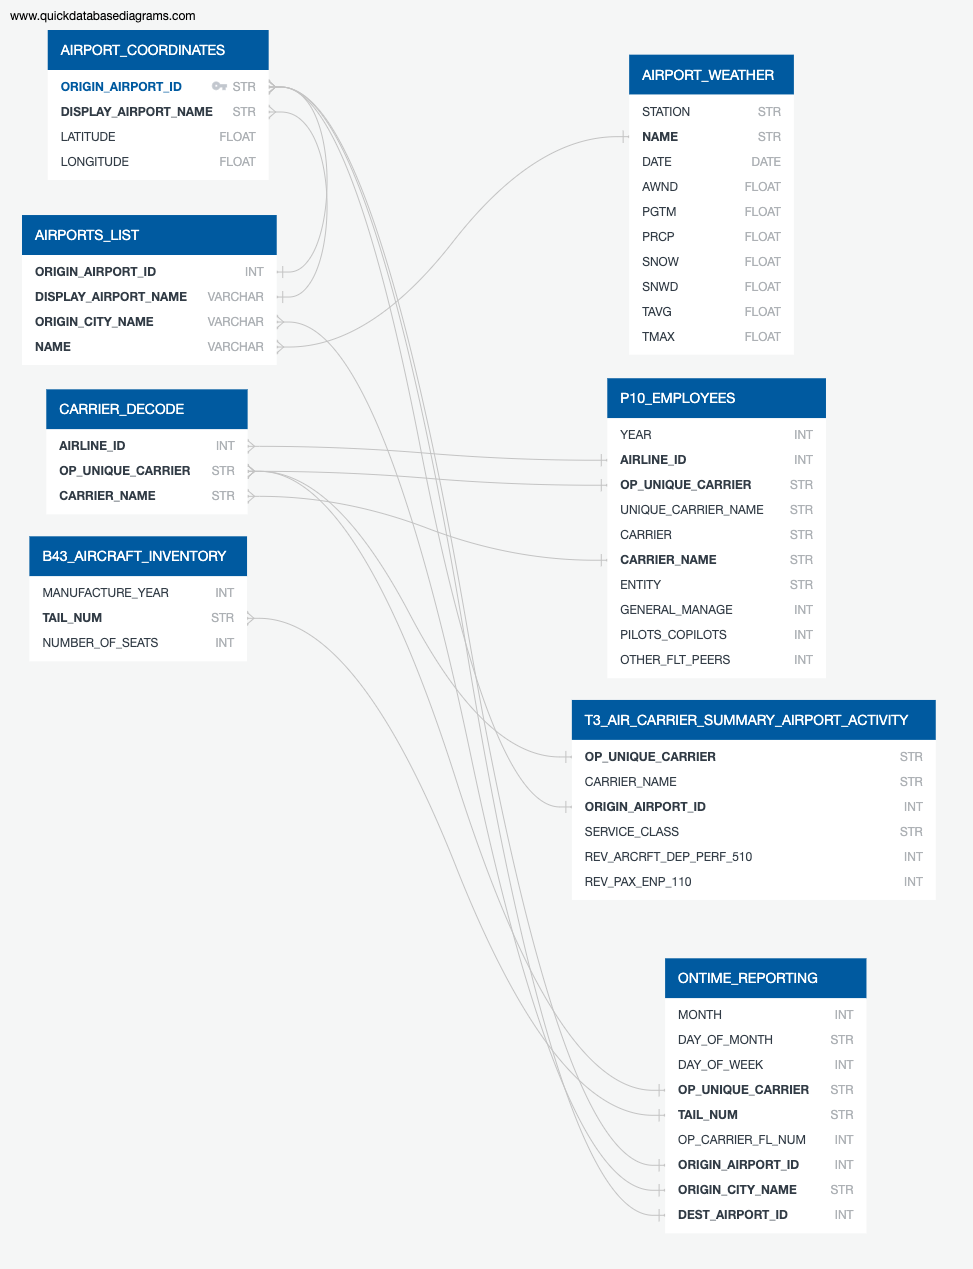 www.quickdatabasediagrams.com
AIRPORT_COORDINATES
ORIGIN_AIRPORT_ID STR
DISPLAY_AIRPORT_NAME STR
LATITUDE FLOAT
LONGITUDE FLOAT
AIRPORTS_LIST
ORIGIN_AIRPORT_ID INT
DISPLAY_AIRPORT_NAME VARCHAR
ORIGIN_CITY_NAME VARCHAR
NAME VARCHAR
CARRIER_DECODE
AIRLINE_ID INT
OP_UNIQUE_CARRIER STR
CARRIER_NAME STR
B43_AIRCRAFT_INVENTORY
MANUFACTURE_YEAR INT
TAIL_NUM STR
NUMBER_OF_SEATS INT
AIRPORT_WEATHER
STATION STR
NAME STR
DATE DATE
AWND FLOAT
PGTM FLOAT
PRCP FLOAT
SNOW FLOAT
SNWD FLOAT
TAVG FLOAT
TMAX FLOAT
P10_EMPLOYEES
YEAR INT
AIRLINE_ID INT
OP_UNIQUE_CARRIER STR
UNIQUE_CARRIER_NAME STR
CARRIER STR
CARRIER_NAME STR
ENTITY STR
GENERAL_MANAGE INT
PILOTS_COPILOTS INT
OTHER_FLT_PEERS INT
T3_AIR_CARRIER_SUMMARY_AIRPORT_ACTIVITY
OP_UNIQUE_CARRIER STR
CARRIER_NAME STR
ORIGIN_AIRPORT_ID INT
SERVICE_CLASS STR
REV_ARCRFT_DEP_PERF_510 INT
REV_PAX_ENP_110 INT
ONTIME_REPORTING
MONTH INT
DAY_OF_MONTH STR
DAY_OF_WEEK INT
OP_UNIQUE_CARRIER STR
TAIL_NUM STR
OP_CARRIER_FL_NUM INT
ORIGIN_AIRPORT_ID INT
ORIGIN_CITY_NAME STR
DEST_AIRPORT_ID INT